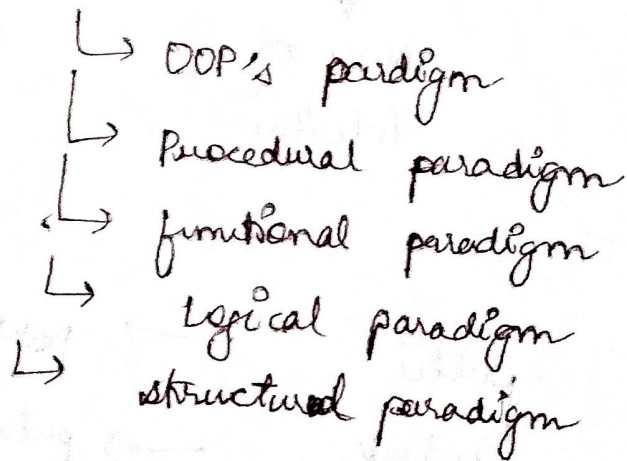 OOP's pardigm
Procedural paradigm
functional paradigm
Logical paradigm
structured paradigm